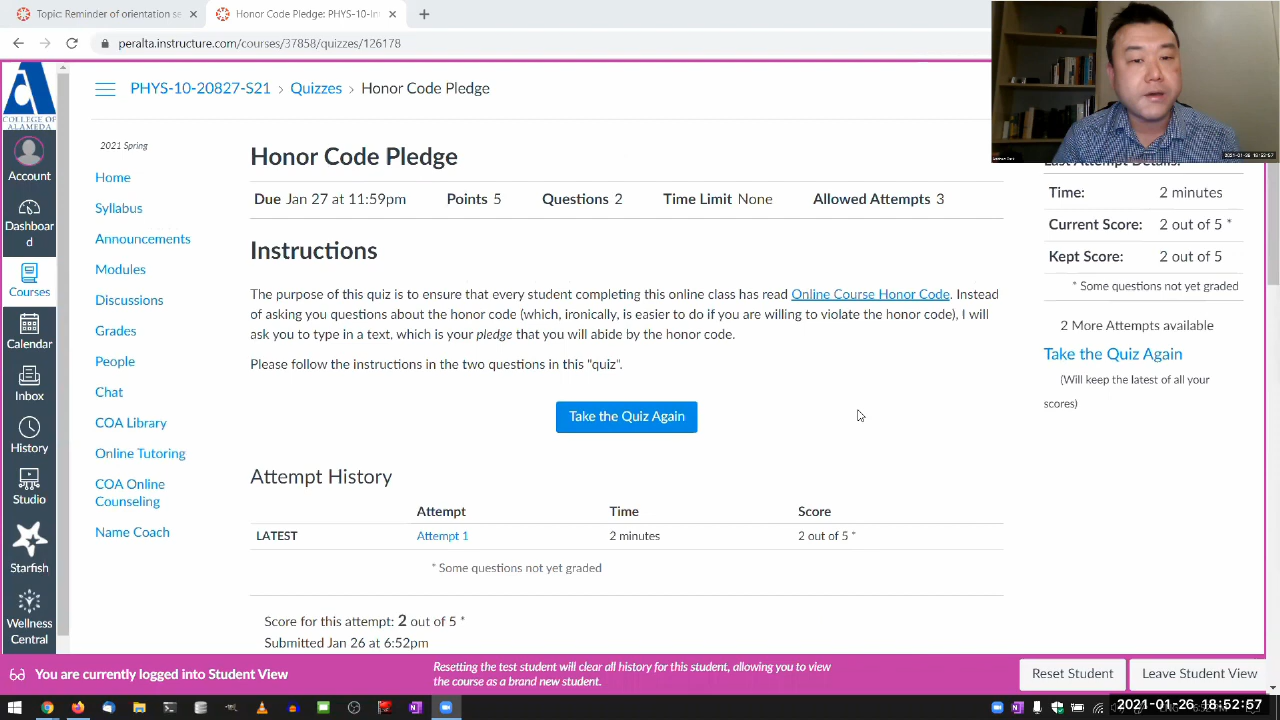 Topic: Reminder of orientation se
Honor Code Pledge: PHYS-10-In
peralta.instructure.com/courses/37858/quizzes/126178
2021-01-26 18:52:57
COLLEGE OF ALAMEDA
Account
Dashboar
d
Courses
Calendar
Inbox
History
Studio
Starfish
Wellness
Central
PHYS-10-20827-S21 › Quizzes › Honor Code Pledge
2021 Spring
Home
Syllabus
Announcements
Modules
Discussions
Grades
People
Chat
COA Library
Online Tutoring
COA Online
Counseling
Name Coach
Honor Code Pledge
Due Jan 27 at 11:59pm Points 5 Questions 2 Time Limit None Allowed Attempts 3
Instructions
The purpose of this quiz is to ensure that every student completing this online class has read Online Course Honor Code. Instead
of asking you questions about the honor code (which, ironically, is easier to do if you are willing to violate the honor code), I will
ask you to type in a text, which is your pledge that you will abide by the honor code.
Please follow the instructions in the two questions in this "quiz".
Take the Quiz Again
Attempt History
Attempt Time Score
LATEST Attempt 1 2 minutes 2 out of 5 *
* Some questions not yet graded
Score for this attempt: 2 out of 5 *
Submitted Jan 26 at 6:52pm
Last Attempt Details:
Time: 2 minutes
Current Score: 2 out of 5 *
Kept Score: 2 out of 5
* Some questions not yet graded
2 More Attempts available
Take the Quiz Again
(Will keep the latest of all your
scores)
You are currently logged into Student View
Resetting the test student will clear all history for this student, allowing you to view
the course as a brand new student.
Reset Student
Leave Student View
2021-01-26 18:52:57